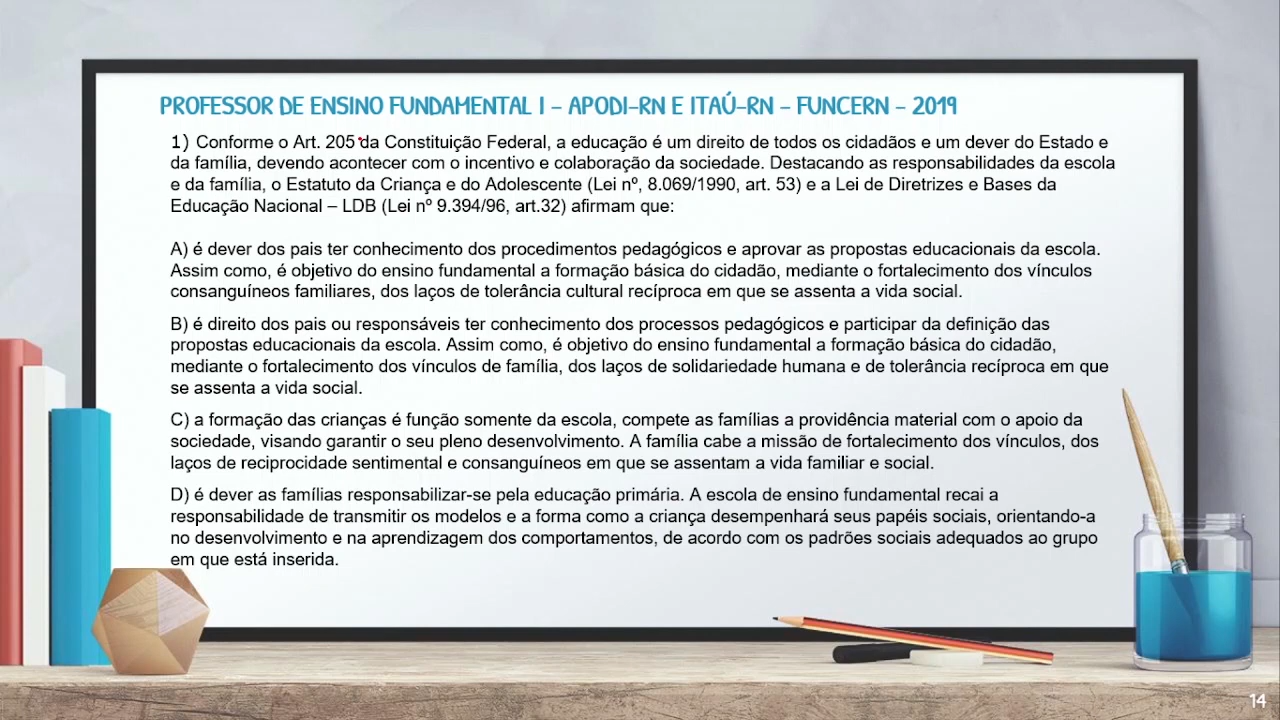 PROFESSOR DE ENSINO FUNDAMENTAL I – APODI-RN E ITAÚ-RN – FUNCERN – 2019
1) Conforme o Art. 205 da Constituição Federal, a educação é um direito de todos os cidadãos e um dever do Estado e
da família, devendo acontecer com o incentivo e colaboração da sociedade. Destacando as responsabilidades da escola
e da família, o Estatuto da Criança e do Adolescente (Lei nº, 8.069/1990, art. 53) e a Lei de Diretrizes e Bases da
Educação Nacional – LDB (Lei nº 9.394/96, art.32) afirmam que:
A) é dever dos pais ter conhecimento dos procedimentos pedagógicos e aprovar as propostas educacionais da escola.
Assim como, é objetivo do ensino fundamental a formação básica do cidadão, mediante o fortalecimento dos vínculos
consanguíneos familiares, dos laços de tolerância cultural recíproca em que se assenta a vida social.
B) é direito dos pais ou responsáveis ter conhecimento dos processos pedagógicos e participar da definição das
propostas educacionais da escola. Assim como, é objetivo do ensino fundamental a formação básica do cidadão,
mediante o fortalecimento dos vínculos de família, dos laços de solidariedade humana e de tolerância recíproca em que
se assenta a vida social.
C) a formação das crianças é função somente da escola, compete as famílias a providência material com o apoio da
sociedade, visando garantir o seu pleno desenvolvimento. A família cabe a missão de fortalecimento dos vínculos, dos
laços de reciprocidade sentimental e consanguíneos em que se assentam a vida familiar e social.
D) é dever as famílias responsabilizar-se pela educação primária. A escola de ensino fundamental recai a
responsabilidade de transmitir os modelos e a forma como a criança desempenhará seus papéis sociais, orientando-a
no desenvolvimento e na aprendizagem dos comportamentos, de acordo com os padrões sociais adequados ao grupo
em que está inserida.
14